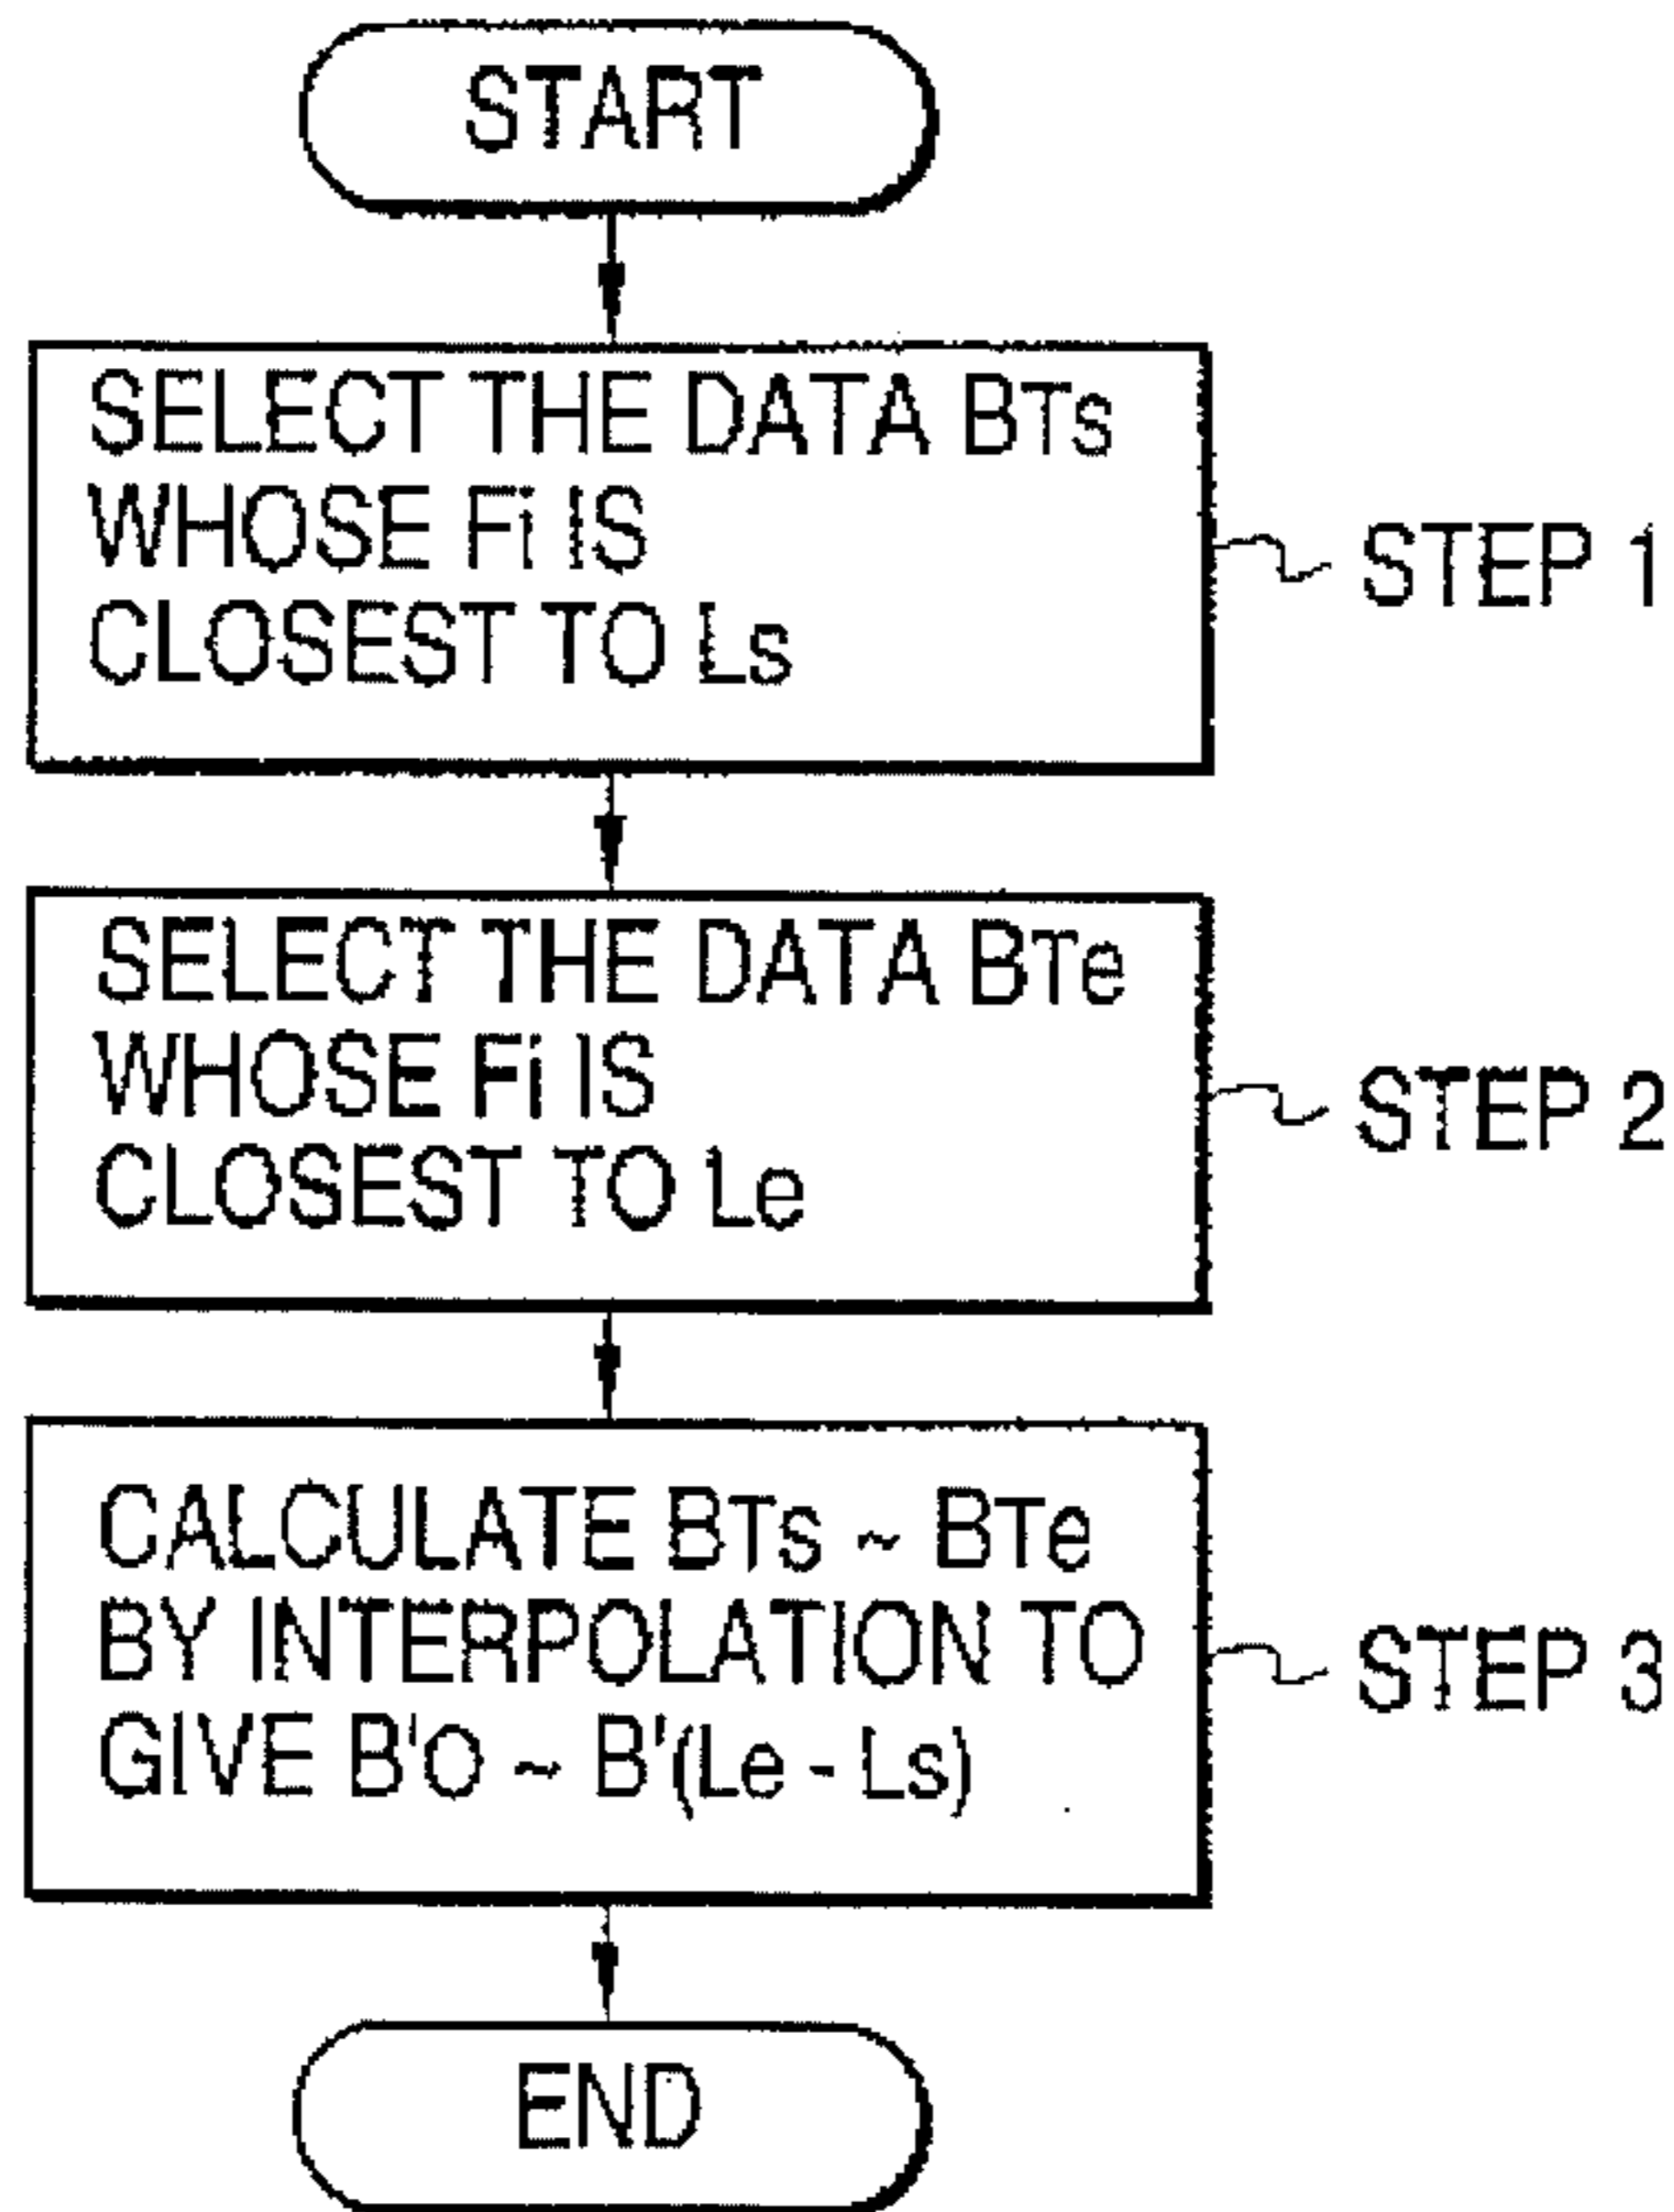 START
SELECT THE DATA BTs
WHOSE Fi IS
CLOSEST TO Ls
STEP 1
SELECT THE DATA BTe
WHOSE Fi IS
CLOSEST TO Le
STEP 2
CALCULATE BTs ~ BTe
BY INTERPOLATION TO
GIVE B'0 ~ B'(Le - Ls)
STEP 3
END